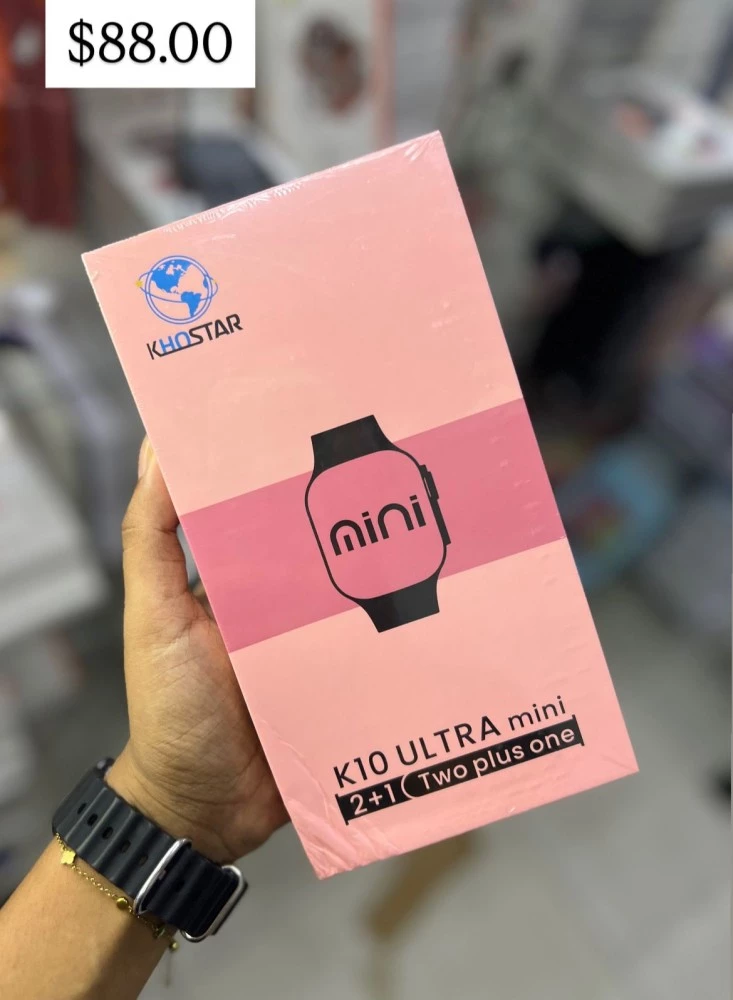 $88.00
KHOSTAR
mini
K10 ULTRA mini
2+1 Two plus one